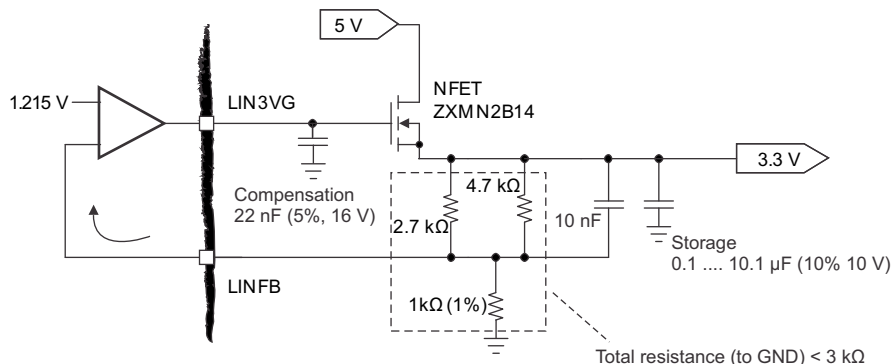 5 V
NFET
ZXMN2B14
1.215 V
LIN3VG
3.3 V
Compensation
22 nF (5%, 16 V)
4.7 kΩ
2.7 kΩ
10 nF
Storage
0.1 .... 10.1 µF (10% 10 V)
LINFB
1kΩ (1%)
Total resistance (to GND) < 3 kΩ